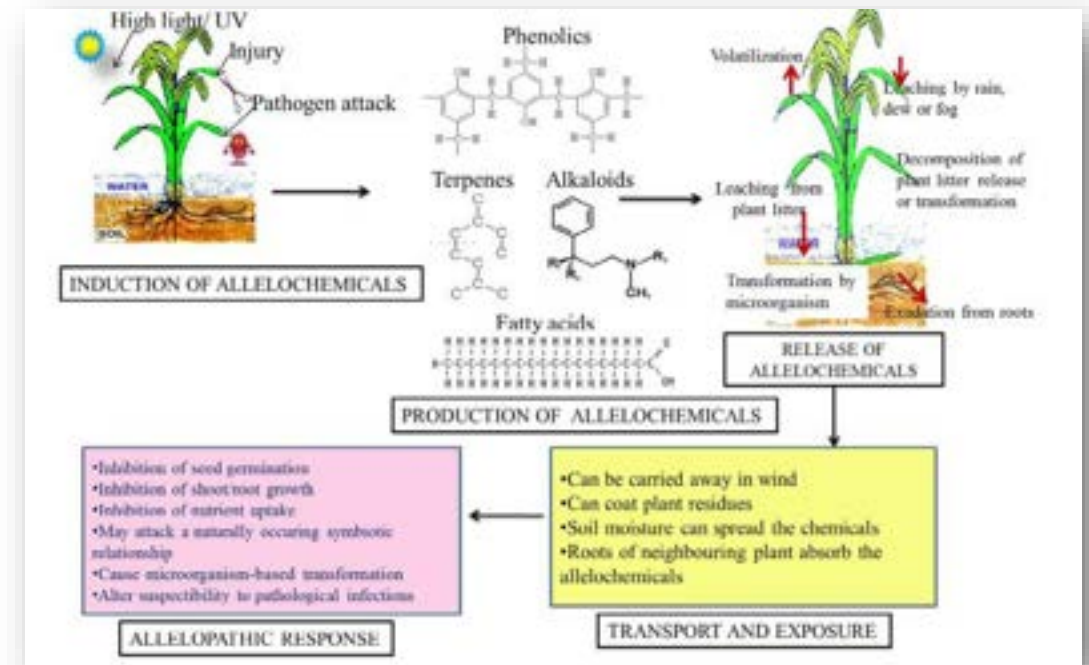 High light/ UV
Injury
Pathogen attack
WATER
SOIL
INDUCTION OF ALLELOCHEMICALS
Phenolics
Terpenes
Alkaloids
Fatty acids
PRODUCTION OF ALLELOCHEMICALS
Volatilization
Leaching by rain,
dew or fog
Decomposition of
plant litter release
or transformation
Leaching from
plant litter
WATER
Transformation by
microorganism
Exudation from roots
RELEASE OF
ALLELOCHEMICALS
•Inhibition of seed germination
•Inhibition of shoot/root growth
•Inhibition of nutrient uptake
•May attack a naturally occuring symbiotic
relationship
•Cause microorganism-based transformation
•Alter suspectibility to pathological infections
ALLELOPATHIC RESPONSE
•Can be carried away in wind
•Can coat plant residues
•Soil moisture can spread the chemicals
•Roots of neighbouring plant absorb the
allelochemicals
TRANSPORT AND EXPOSURE